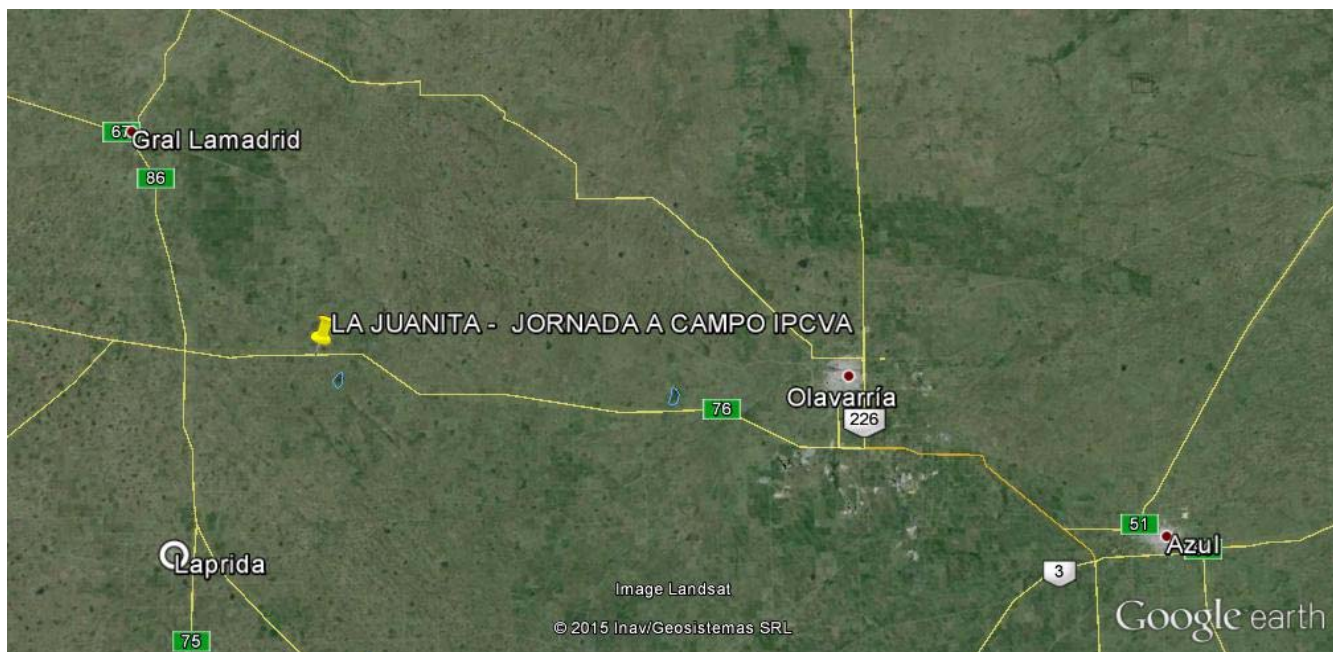 67
Gral Lamadrid
86
LA JUANITA - JORNADA A CAMPO IPCVA
76
Olavarría
226
51
Azul
3
Laprida
Image Landsat
© 2015 Inav/Geosistemas SRL
Google earth
75